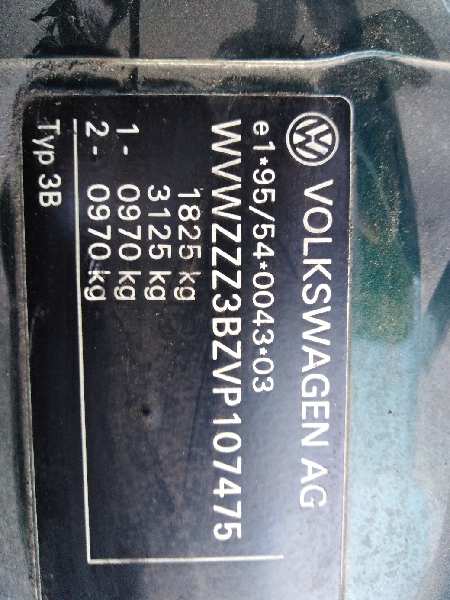 VOLKSWAGEN AG
e1*95/54*0043*03
WVWZZZ3BZVP107475
1825 kg
3125 kg
1- 0970 kg
2- 0970 kg
Typ 3B